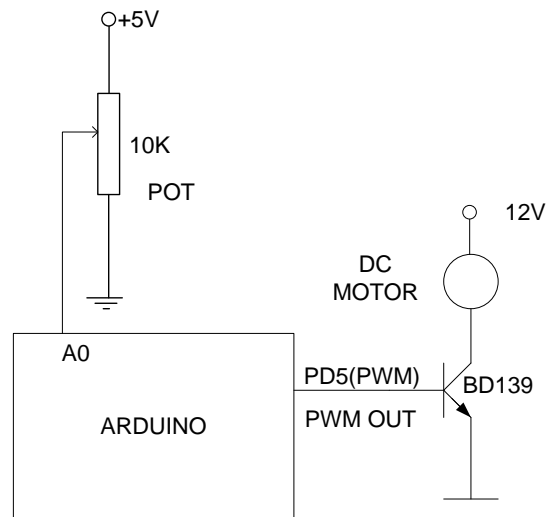 +5V
10K
POT
12V
DC
MOTOR
A0
PD5(PWM)
BD139
ARDUINO
PWM OUT